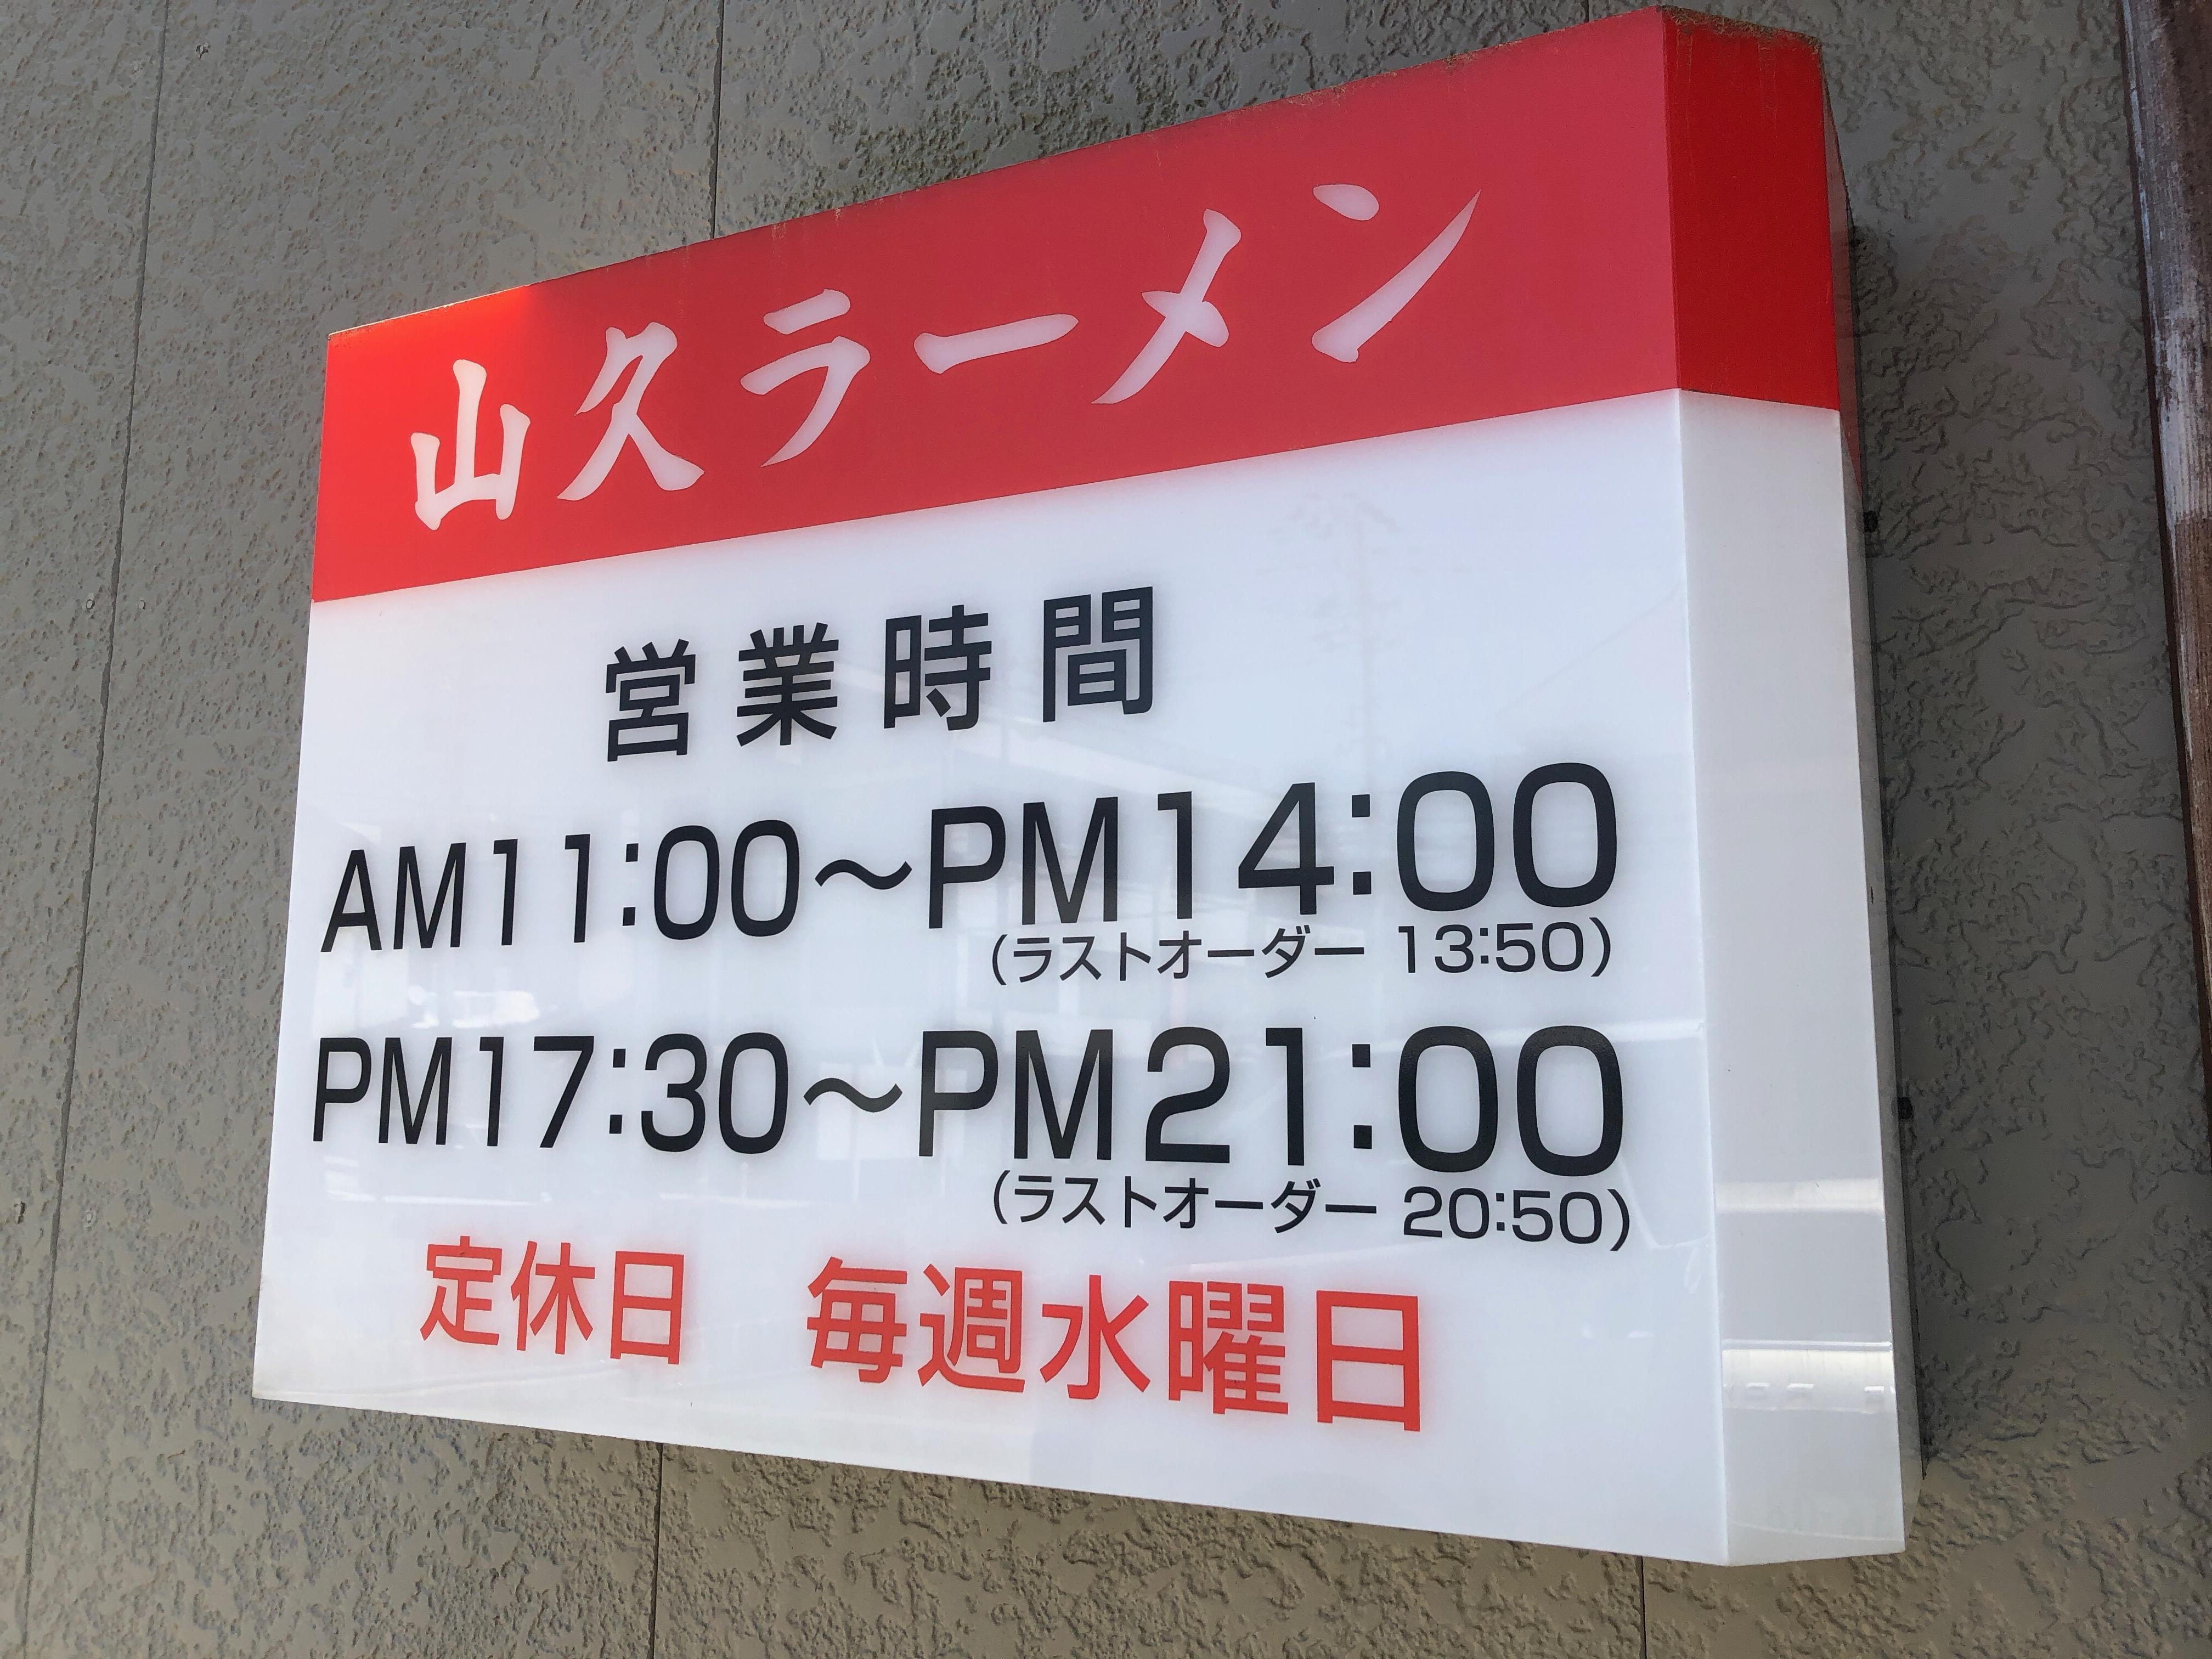 山久ラーメン
営業時間
AM11:00～PM14:00
(ラストオーダー 13:50)
PM17:30～PM21:00
(ラストオーダー 20:50)
定休日　毎週水曜日